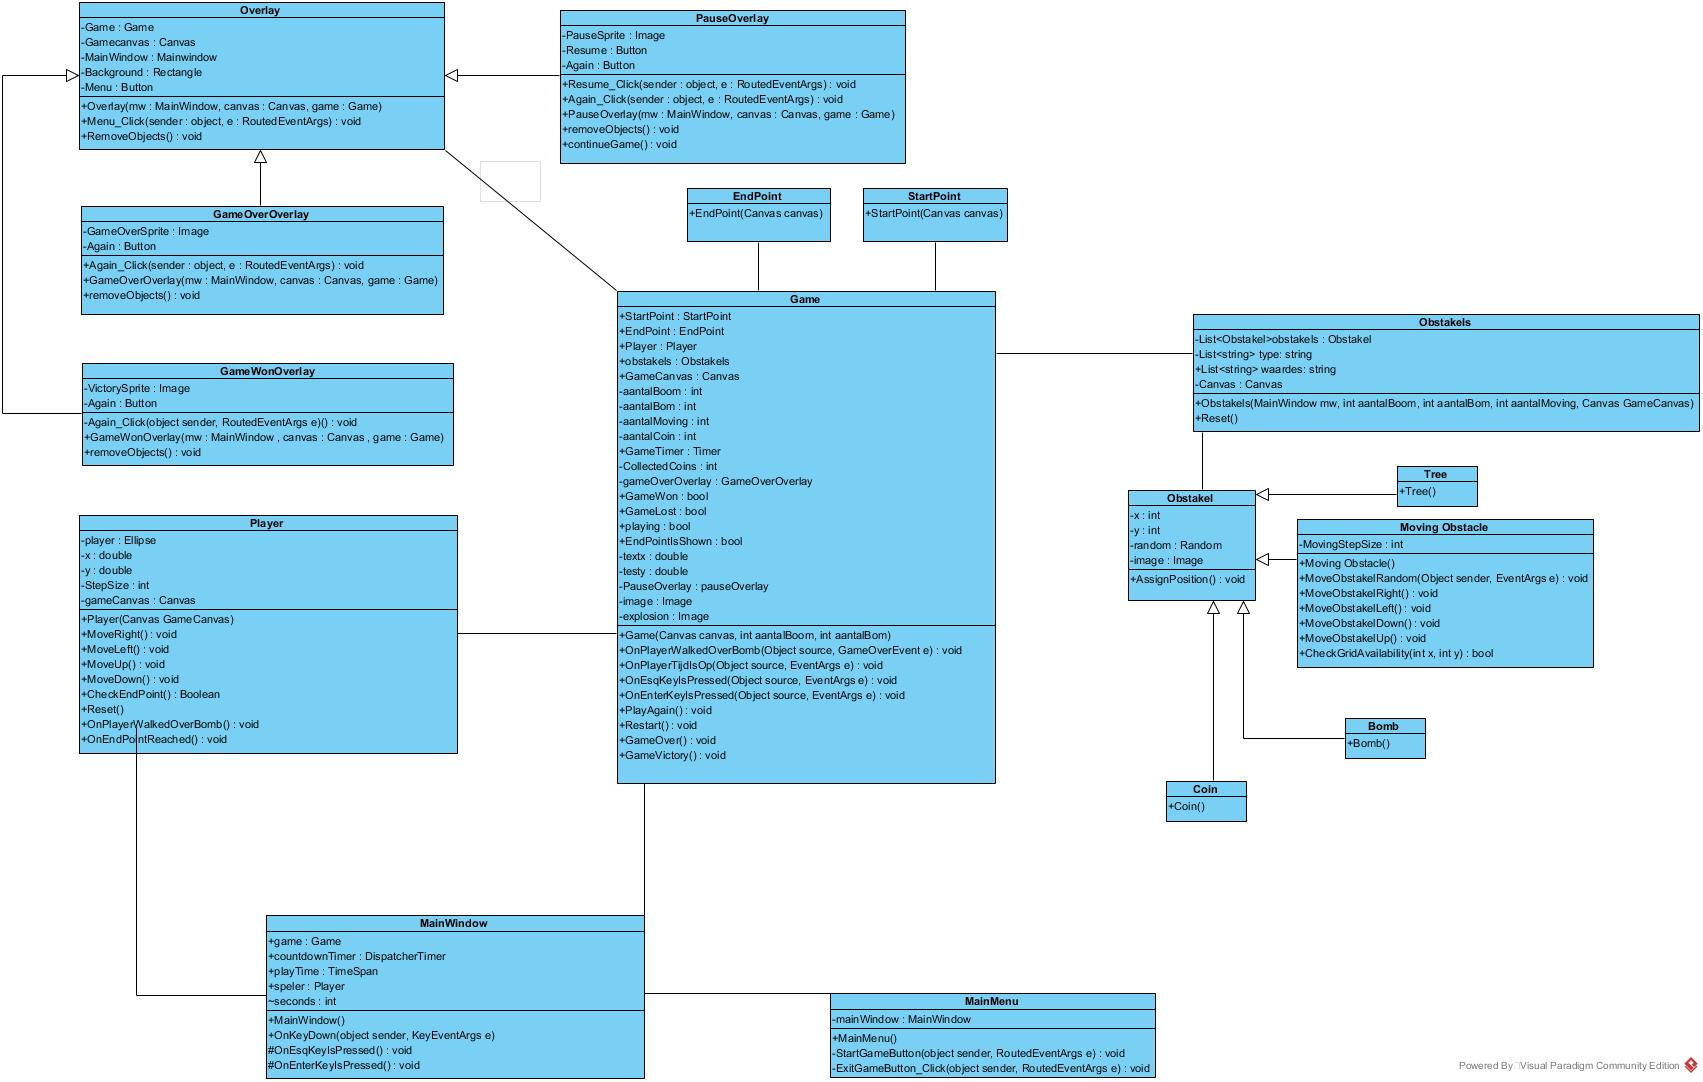 Overlay
-Game : Game
-Gamecanvas : Canvas
-MainWindow : Mainwindow
-Background : Rectangle
-Menu : Button
+Overlay(mw : MainWindow, canvas : Canvas, game : Game)
+Menu_Click(sender : object, e : RoutedEventArgs) : void
+RemoveObjects() : void
PauseOverlay
-PauseSprite : Image
-Resume : Button
-Again : Button
+Resume_Click(sender : object, e : RoutedEventArgs) : void
+Again_Click(sender : object, e : RoutedEventArgs) : void
+PauseOverlay(mw : MainWindow, canvas : Canvas, game : Game)
+removeObjects() : void
+continueGame() : void
EndPoint
+EndPoint(Canvas canvas)
StartPoint
+StartPoint(Canvas canvas)
GameOverOverlay
-GameOverSprite : Image
-Again : Button
+Again_Click(sender : object, e : RoutedEventArgs) : void
+GameOverOverlay(mw : MainWindow, canvas : Canvas, game : Game)
+removeObjects() : void
GameWonOverlay
-VictorySprite : Image
-Again : Button
-Again_Click(object sender, RoutedEventArgs e)() : void
+GameWonOverlay(mw : MainWindow , canvas : Canvas , game : Game)
+removeObjects() : void
Game
+StartPoint : StartPoint
+EndPoint : EndPoint
+Player : Player
+obstakels : Obstakels
+GameCanvas : Canvas
-aantalBoom : int
-aantalBom : int
-aantalMoving : int
-aantalCoin : int
+GameTimer : Timer
-CollectedCoins : int
-gameOverOverlay : GameOverOverlay
+GameWon : bool
+GameLost : bool
+playing : bool
+EndPointIsShown : bool
-textx : double
-testy : double
-PauseOverlay : pauseOverlay
-image : Image
-explosion : Image
+Game(Canvas canvas, int aantalBoom, int aantalBom)
+OnPlayerWalkedOverBomb(Object source, GameOverEvent e) : void
+OnPlayerTijdIsOp(Object source, EventArgs e) : void
+OnEsqKeyIsPressed(Object source, EventArgs e) : void
+OnEnterKeyIsPressed(Object source, EventArgs e) : void
+PlayAgain() : void
+Restart() : void
+GameOver() : void
+GameVictory() : void
Obstakels
-List<Obstakel>obstakels : Obstakel
-List<string> type: string
+List<string> waardes: string
-Canvas : Canvas
+Obstakels(MainWindow mw, int aantalBoom, int aantalBom, int aantalMoving, Canvas GameCanvas)
+Reset()
Obstakel
-x : int
-y : int
-random : Random
-image : Image
+AssignPosition() : void
Tree
+Tree()
Moving Obstacle
-MovingStepSize : int
+Moving Obstacle()
+MoveObstakelRandom(Object sender, EventArgs e) : void
+MoveObstakelRight() : void
+MoveObstakelLeft() : void
+MoveObstakelDown() : void
+MoveObstakelUp() : void
+CheckGridAvailability(int x, int y) : bool
Bomb
+Bomb()
Coin
+Coin()
Player
-player : Ellipse
-x : double
-y : double
-StepSize : int
-gameCanvas : Canvas
+Player(Canvas GameCanvas)
+MoveRight() : void
+MoveLeft() : void
+MoveUp() : void
+MoveDown() : void
+CheckEndPoint() : Boolean
+Reset()
+OnPlayerWalkedOverBomb() : void
+OnEndPointReached() : void
MainWindow
+game : Game
+countdownTimer : DispatcherTimer
+playTime : TimeSpan
+speler : Player
~seconds : int
+MainWindow()
+OnKeyDown(object sender, KeyEventArgs e)
#OnEsqKeyIsPressed() : void
#OnEnterKeyIsPressed() : void
MainMenu
-mainWindow : MainWindow
+MainMenu()
-StartGameButton(object sender, RoutedEventArgs e) : void
-ExitGameButton_Click(object sender, RoutedEventArgs e) : void
Powered By Visual Paradigm Community Edition